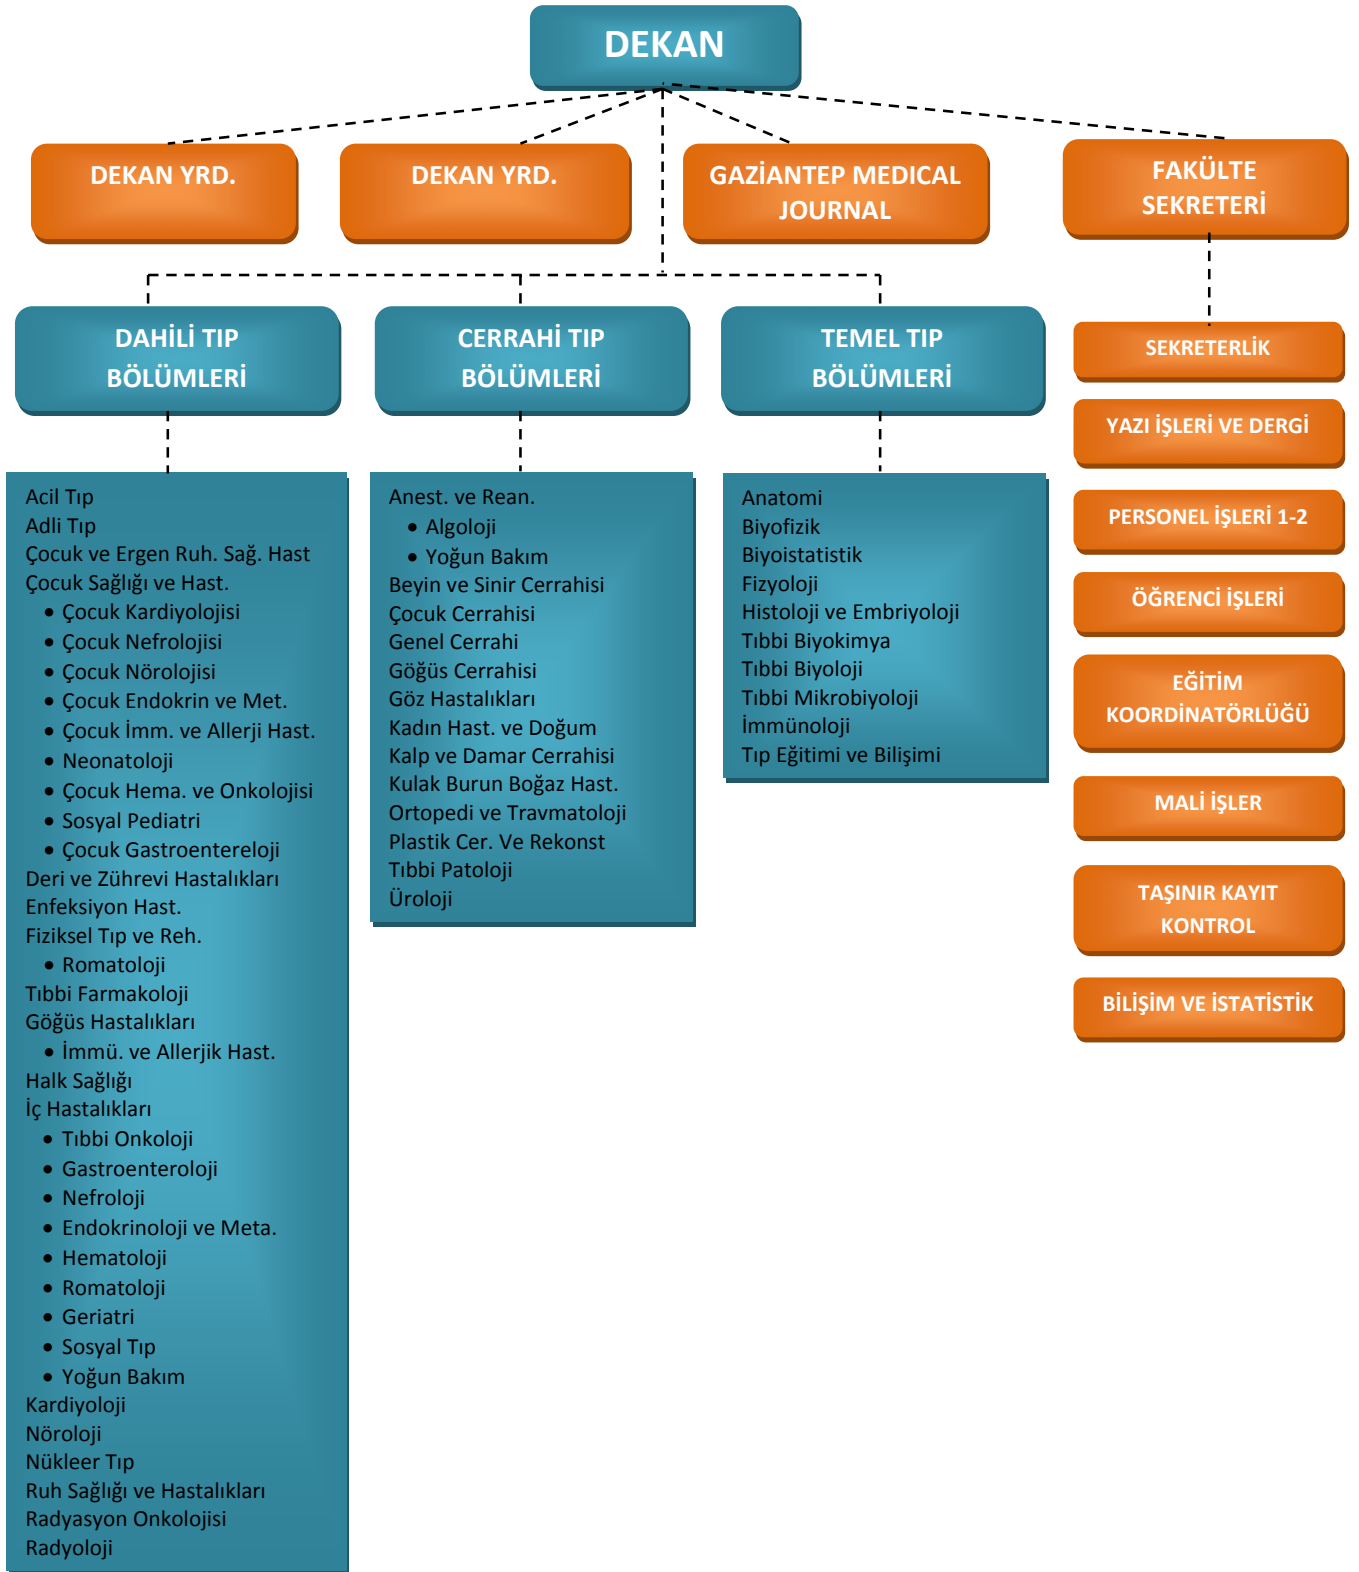 DEKAN
DEKAN YRD.
DEKAN YRD.
GAZİANTEP MEDICAL
JOURNAL
FAKÜLTE
SEKRETERİ
DAHİLİ TIP
BÖLÜMLERİ
CERRAHİ TIP
BÖLÜMLERİ
TEMEL TIP
BÖLÜMLERİ
Acil Tıp
Adli Tıp
Çocuk ve Ergen Ruh. Sağ. Hast
Çocuk Sağlığı ve Hast.
• Çocuk Kardiyolojisi
• Çocuk Nefrolojisi
• Çocuk Nörolojisi
• Çocuk Endokrin ve Met.
• Çocuk İmm. ve Allerji Hast.
• Neonatoloji
• Çocuk Hema. ve Onkolojisi
• Sosyal Pediatri
• Çocuk Gastroentereloji
Deri ve Zührevi Hastalıkları
Enfeksiyon Hast.
Fiziksel Tıp ve Reh.
• Romatoloji
Tıbbi Farmakoloji
Göğüs Hastalıkları
• İmmü. ve Allerjik Hast.
Halk Sağlığı
İç Hastalıkları
• Tıbbi Onkoloji
• Gastroenteroloji
• Nefroloji
• Endokrinoloji ve Meta.
• Hematoloji
• Romatoloji
• Geriatri
• Sosyal Tıp
• Yoğun Bakım
Kardiyoloji
Nöroloji
Nükleer Tıp
Ruh Sağlığı ve Hastalıkları
Radyasyon Onkolojisi
Radyoloji
Anest. ve Rean.
• Algoloji
• Yoğun Bakım
Beyin ve Sinir Cerrahisi
Çocuk Cerrahisi
Genel Cerrahi
Göğüs Cerrahisi
Göz Hastalıkları
Kadın Hast. ve Doğum
Kalp ve Damar Cerrahisi
Kulak Burun Boğaz Hast.
Ortopedi ve Travmatoloji
Plastik Cer. Ve Rekonst
Tıbbi Patoloji
Üroloji
Anatomi
Biyofizik
Biyoistatistik
Fizyoloji
Histoloji ve Embriyoloji
Tıbbi Biyokimya
Tıbbi Biyoloji
Tıbbi Mikrobiyoloji
İmmünoloji
Tıp Eğitimi ve Bilişimi
SEKRETERLİK
YAZI İŞLERİ VE DERGİ
PERSONEL İŞLERİ 1-2
ÖĞRENCİ İŞLERİ
EĞİTİM
KOORDİNATÖRLÜĞÜ
MALİ İŞLER
TAŞINIR KAYIT
KONTROL
BİLİŞİM VE İSTATİSTİK